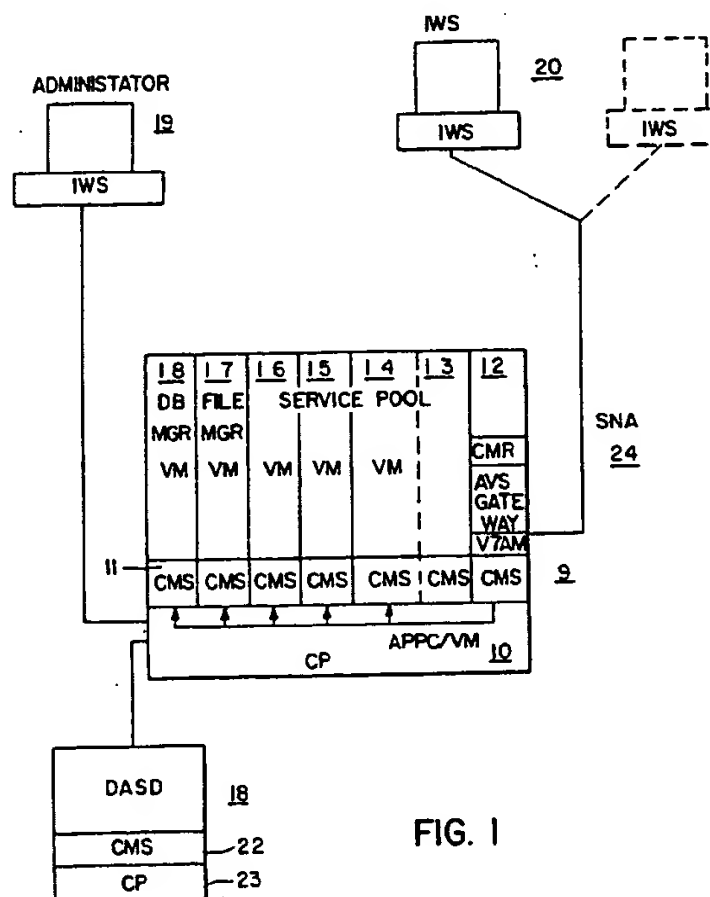 IWS
20
ADMINISTATOR
19
IWS
IWS
IWS
18 17 16 15 14 13 12
DB FILE SERVICE POOL
MGR MGR
VM VM VM VM VM
CMR
AVS
GATE
WAY
V7AM
SNA
24
11
CMS CMS CMS CMS CMS CMS CMS
9
APPC/VM
10
CP
DASD
18
CMS
22
CP
23
FIG. 1